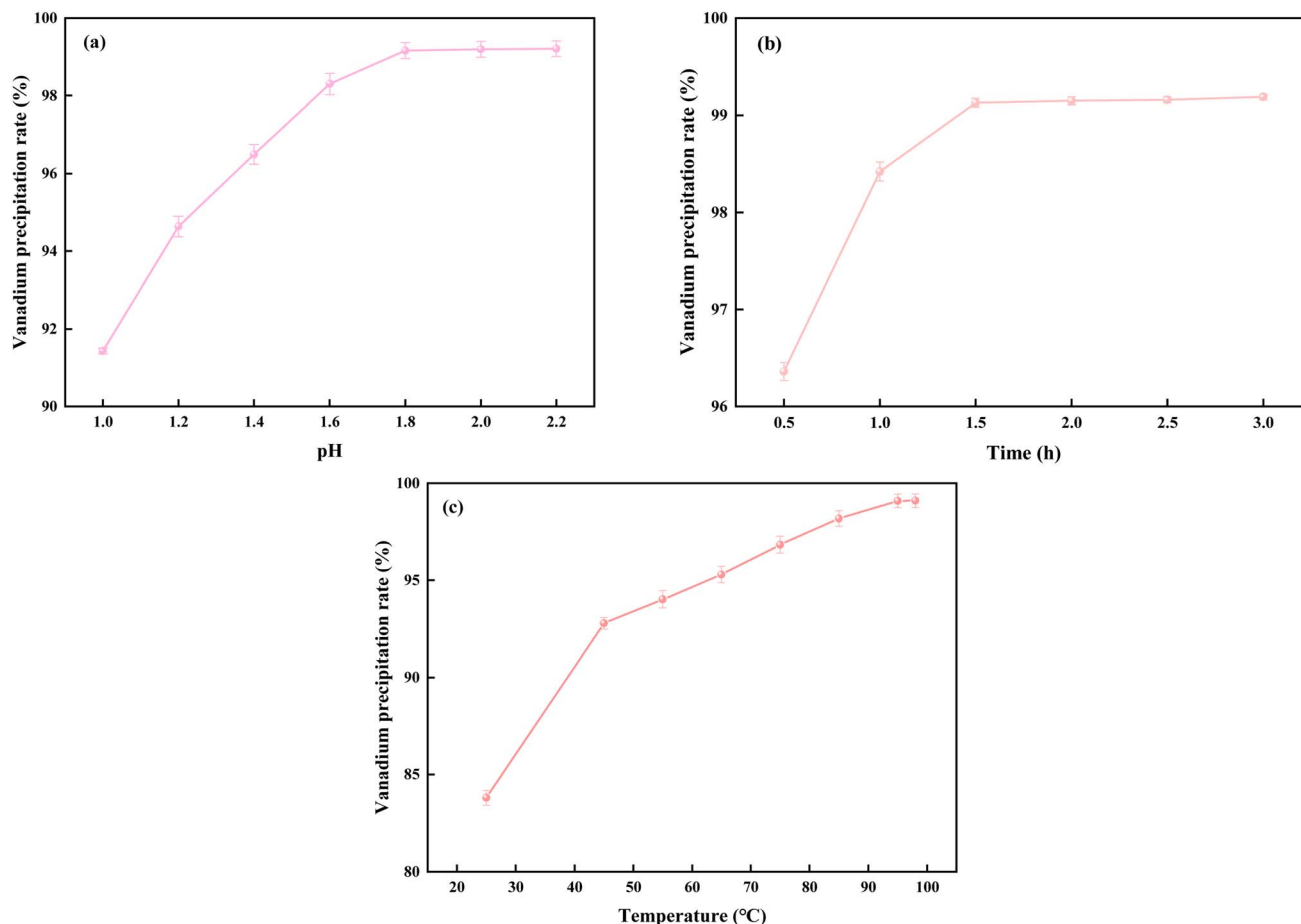 (a)
Vanadium precipitation rate (%)
100
98
96
94
92
90
1.0 1.2 1.4 1.6 1.8 2.0 2.2
pH
(b)
Vanadium precipitation rate (%)
100
99
98
97
96
0.5 1.0 1.5 2.0 2.5 3.0
Time (h)
(c)
Vanadium precipitation rate (%)
100
95
90
85
80
20 30 40 50 60 70 80 90 100
Temperature (℃)